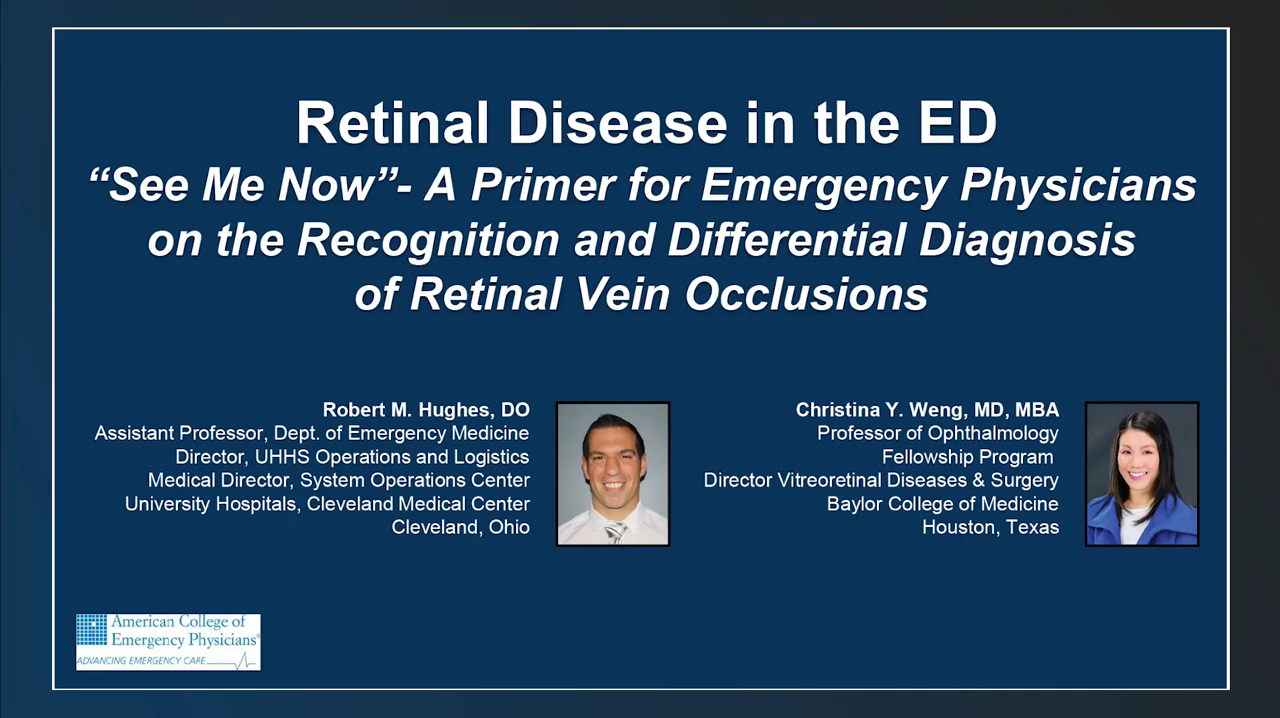 Retinal Disease in the ED
“See Me Now”- A Primer for Emergency Physicians
on the Recognition and Differential Diagnosis
of Retinal Vein Occlusions
Robert M. Hughes, DO
Assistant Professor, Dept. of Emergency Medicine
Director, UHHS Operations and Logistics
Medical Director, System Operations Center
University Hospitals, Cleveland Medical Center
Cleveland, Ohio
Christina Y. Weng, MD, MBA
Professor of Ophthalmology
Fellowship Program
Director Vitreoretinal Diseases & Surgery
Baylor College of Medicine
Houston, Texas
American College of
Emergency Physicians®
ADVANCING EMERGENCY CARE